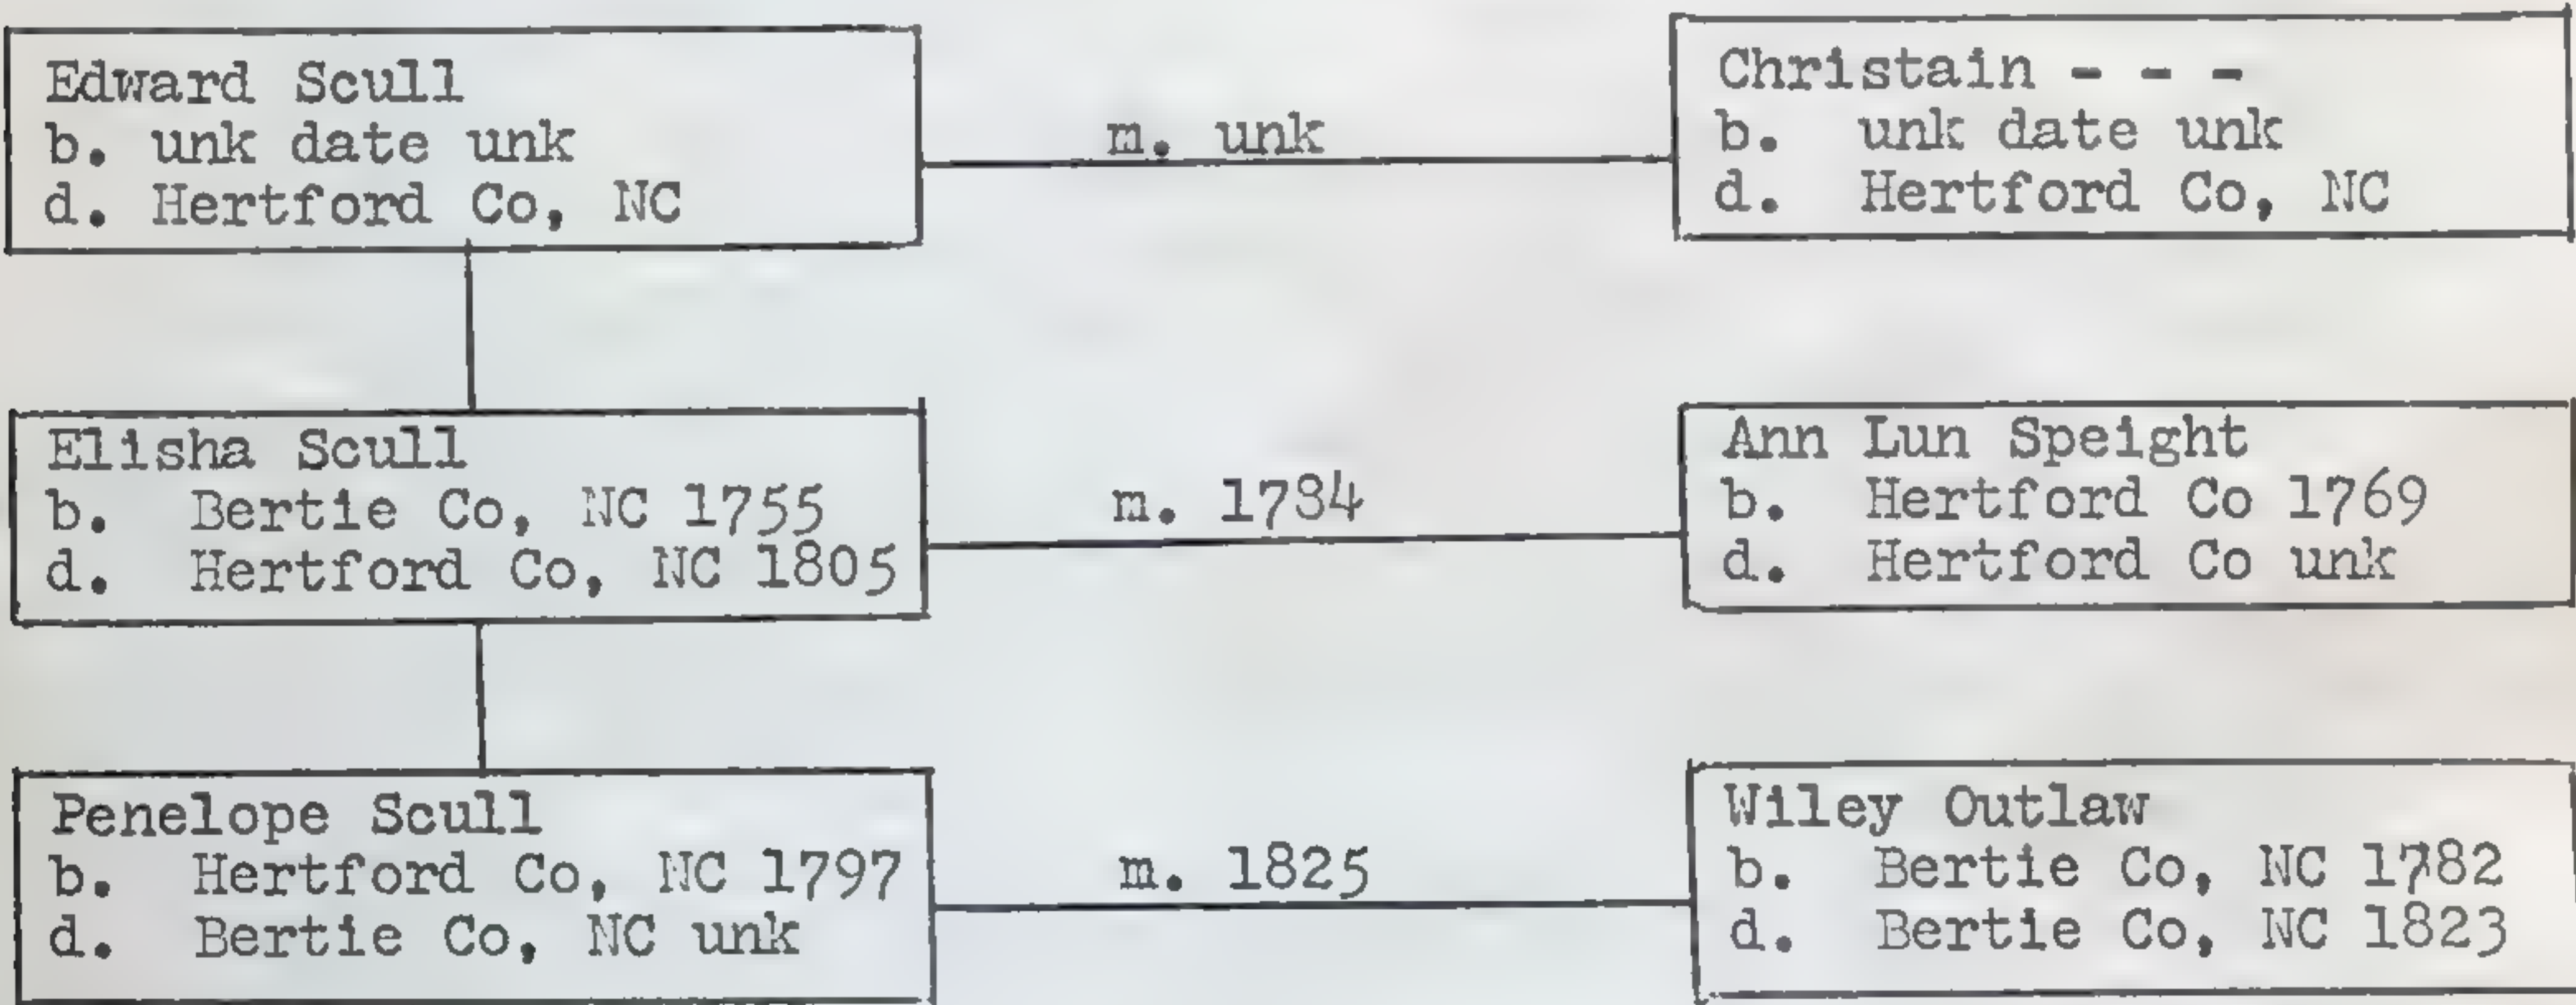 Edward Scull
b. unk date unk
d. Hertford Co, NC
m. unk
Christain - - -
b. unk date unk
d. Hertford Co, NC
Elisha Scull
b. Bertie Co, NC 1755
d. Hertford Co, NC 1805
m. 1784
Ann Lun Speight
b. Hertford Co 1769
d. Hertford Co unk
Penelope Scull
b. Hertford Co, NC 1797
d. Bertie Co, NC unk
m. 1825
Wiley Outlaw
b. Bertie Co, NC 1782
d. Bertie Co, NC 1823